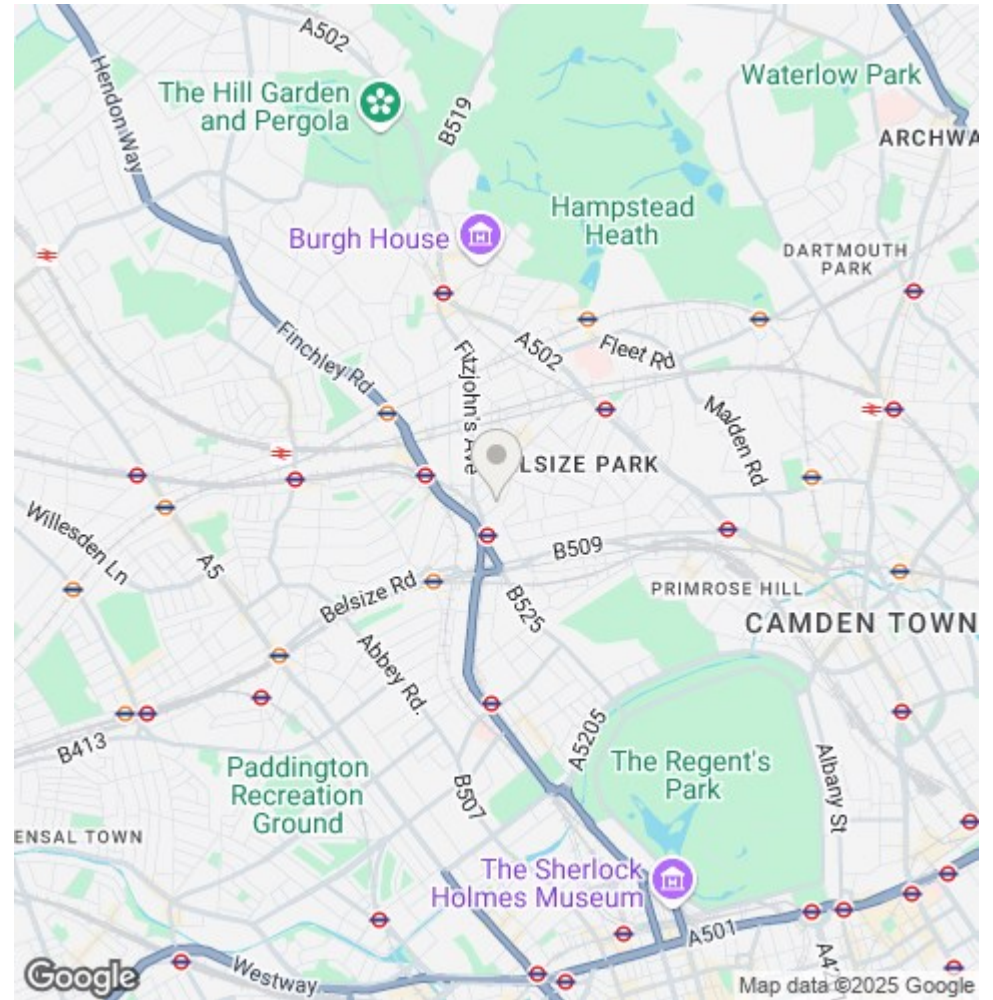 A502
Waterlow Park
Hendon Way
The Hill Garden
and Pergola
B519
ARCHWA
Hampstead
Heath
Burgh House
DARTMOUTH
PARK
Finchley Rd
Fitzjohn's Ave
A502
Fleet Rd
Malden Rd
LSIZE PARK
Willesden Ln
A5
B509
Belsize Rd
B525
PRIMROSE HILL
CAMDEN TOWN
Abbey Rd.
A5205
B413
Paddington
Recreation
Ground
B507
The Regent's
Park
Albany St
ENSAL TOWN
The Sherlock
Holmes Museum
A501
Westway
A4
Google
Map data ©2025 Google